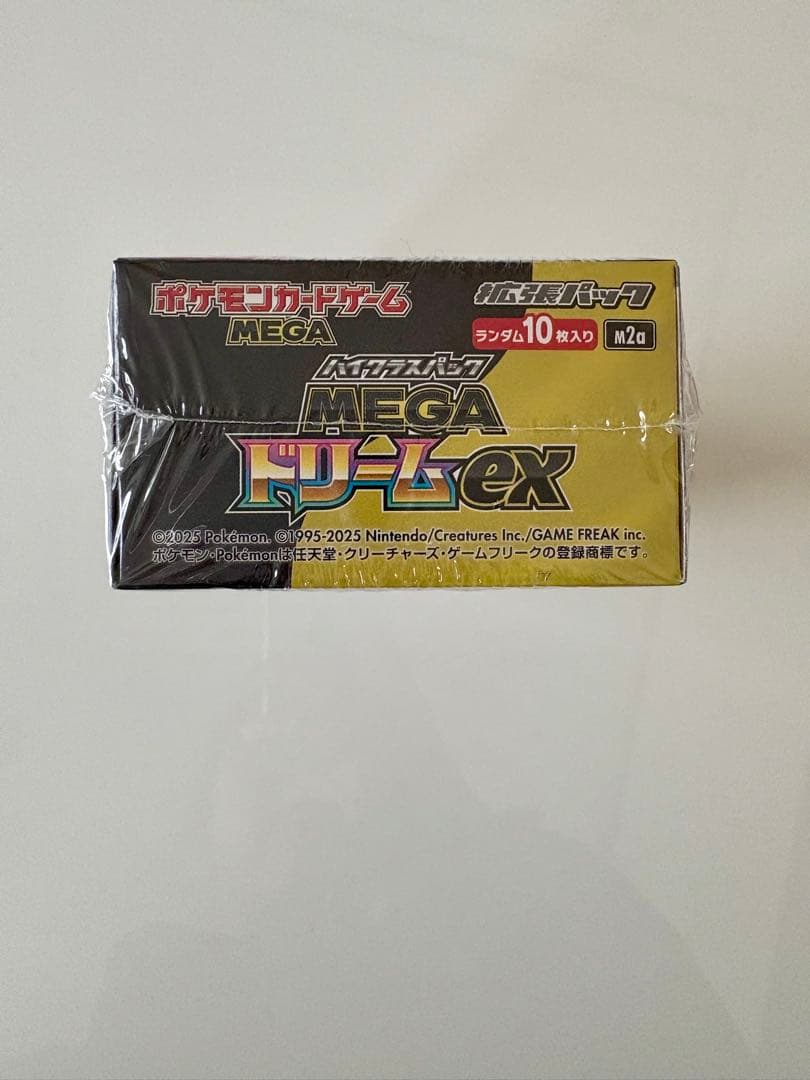 ポケモンカードゲーム
MEGA
拡張パック
ランダム10枚入り M2a
ハイクラスパック
MEGA
ドリームex
©2025 Pokémon. ©1995-2025 Nintendo/Creatures Inc./GAME FREAK inc.
ポケモン・Pokémonは任天堂・クリーチャーズ・ゲームフリークの登録商標です。